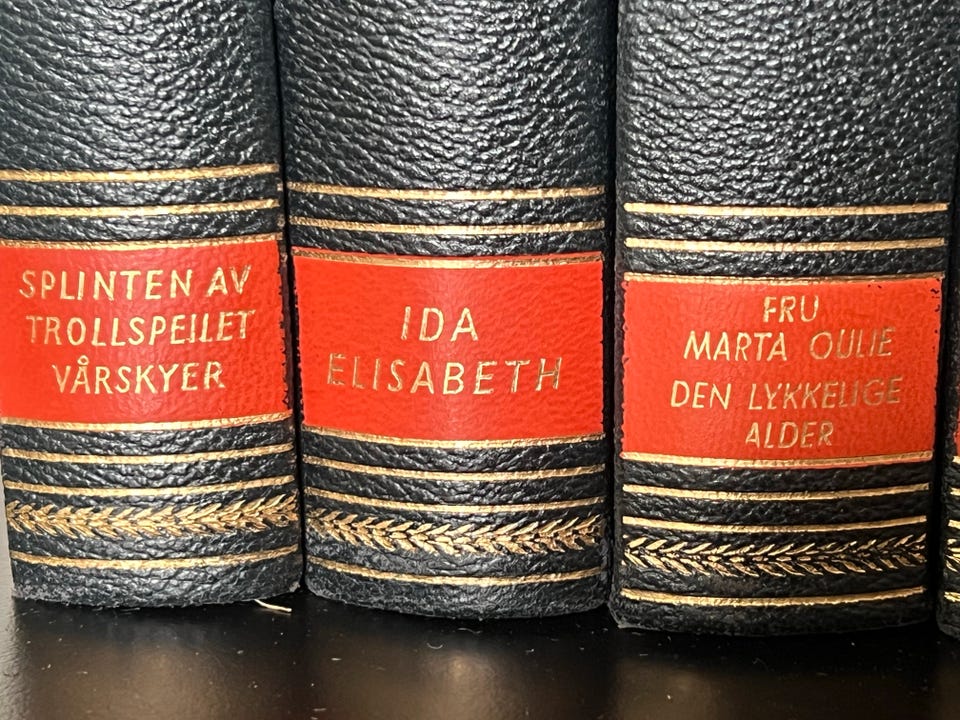 SPLINTEN AV
TROLLSPEILET
VÅRSKYER
IDA
ELISABETH
FRU
MARTA OULIE
DEN LYKKELIGE
ALDER